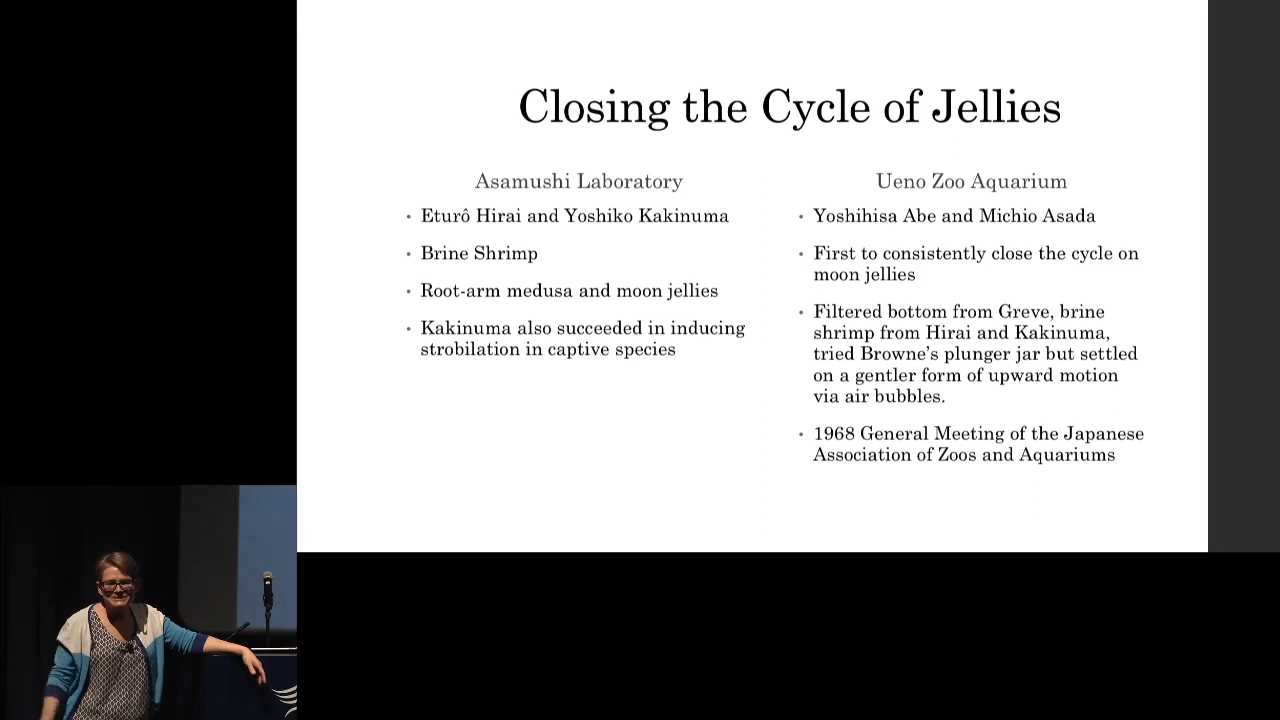 Closing the Cycle of Jellies
Asamushi Laboratory
• Eturô Hirai and Yoshiko Kakinuma
• Brine Shrimp
• Root-arm medusa and moon jellies
• Kakinuma also succeeded in inducing
strobilation in captive species
Ueno Zoo Aquarium
• Yoshihisa Abe and Michio Asada
• First to consistently close the cycle on
moon jellies
• Filtered bottom from Greve, brine
shrimp from Hirai and Kakinuma,
tried Browne's plunger jar but settled
on a gentler form of upward motion
via air bubbles.
• 1968 General Meeting of the Japanese
Association of Zoos and Aquariums